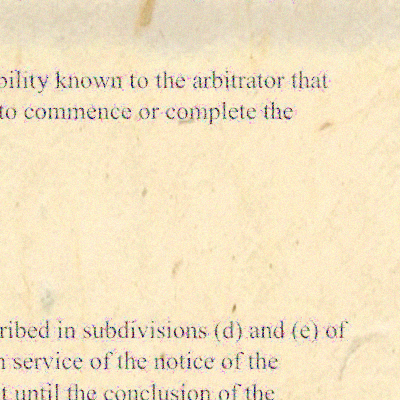 bility known to the arbitrator that
to commence or complete the
ribed in subdivisions (d) and (e) of
n service of the notice of the
t until the conclusion of the